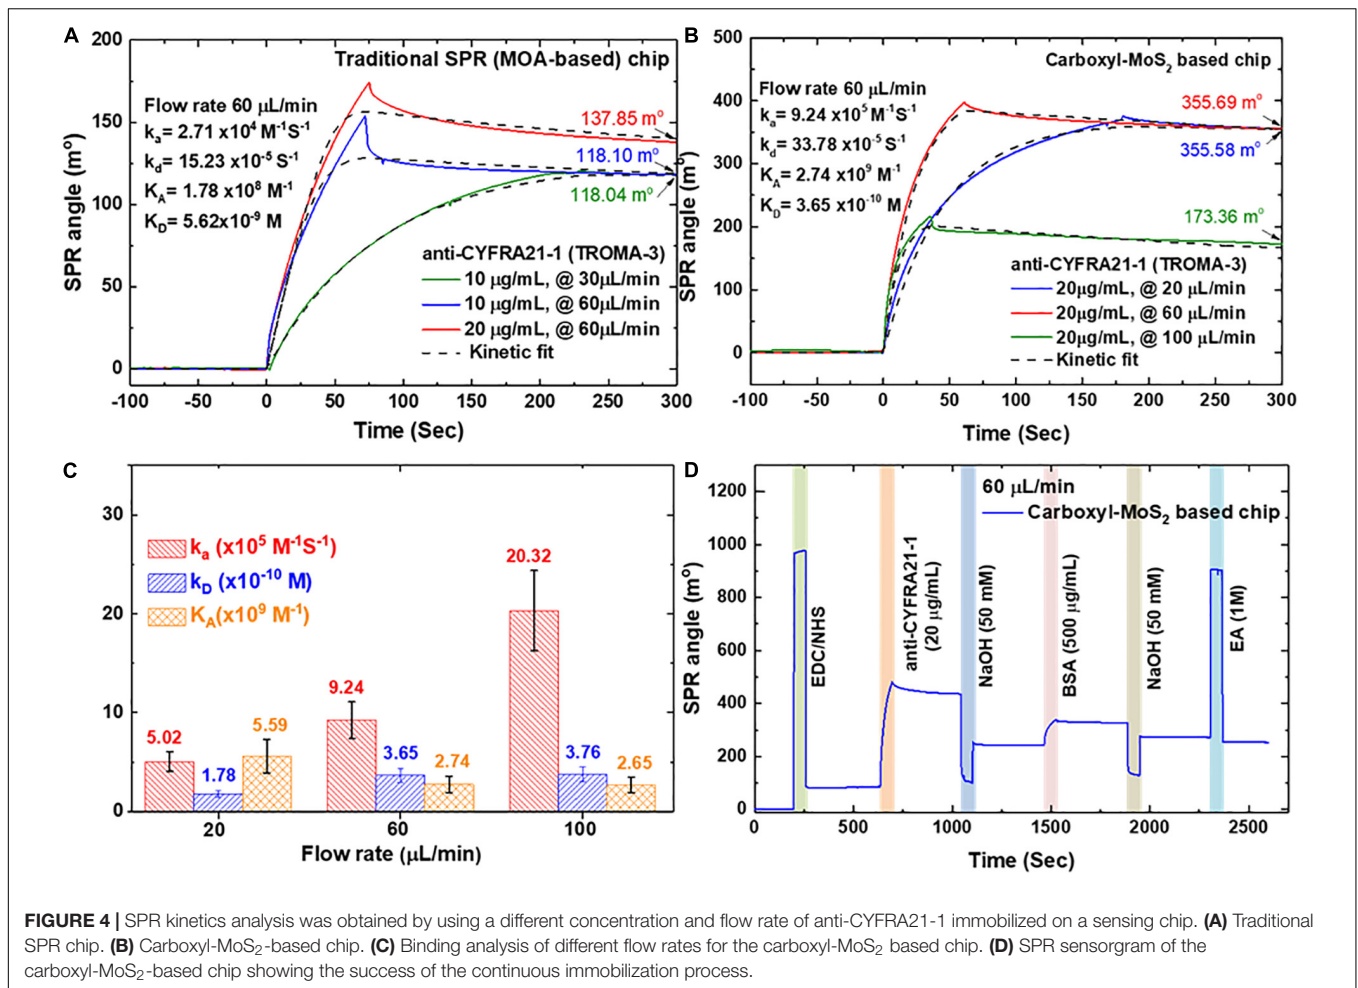 A
Traditional SPR (MOA-based) chip
Flow rate 60 μL/min
ka= 2.71 x10⁴ M⁻¹S⁻¹
kd= 15.23 x10⁻⁵ S⁻¹
KA= 1.78 x10⁸ M⁻¹
KD= 5.62x10⁻⁹ M
137.85 m°
118.10 m°
118.04 m°
anti-CYFRA21-1 (TROMA-3)
10 μg/mL, @ 30μL/min
10 μg/mL, @ 60μL/min
20 μg/mL, @ 60μL/min
Kinetic fit
SPR angle (m°)
200
150
100
50
0
-100 -50 0 50 100 150 200 250 300
Time (Sec)
B
Carboxyl-MoS₂ based chip
Flow rate 60 μL/min
ka= 9.24 x10⁵ M⁻¹S⁻¹
kd= 33.78 x10⁻⁵ S⁻¹
KA= 2.74 x10⁹ M⁻¹
KD= 3.65 x10⁻¹⁰ M
355.69 m°
355.58 m°
173.36 m°
anti-CYFRA21-1 (TROMA-3)
20μg/mL, @ 20 μL/min
20μg/mL, @ 60 μL/min
20μg/mL, @ 100 μL/min
Kinetic fit
SPR angle (m°)
500
400
300
200
100
0
-100 -50 0 50 100 150 200 250 300
Time (Sec)
C
30
20
10
0
ka (x10⁵ M⁻¹S⁻¹)
kD (x10⁻¹⁰ M)
KA(x10⁹ M⁻¹)
5.02
1.78
5.59
9.24
3.65
2.74
20.32
3.76
2.65
20 60 100
Flow rate (μL/min)
D
60 μL/min
Carboxyl-MoS₂ based chip
EDC/NHS
anti-CYFRA21-1
(20 μg/mL)
NaOH (50 mM)
BSA (500 μg/mL)
NaOH (50 mM)
EA (1M)
SPR angle (m°)
1200
1000
800
600
400
200
0
0 500 1000 1500 2000 2500
Time (Sec)
FIGURE 4 | SPR kinetics analysis was obtained by using a different concentration and flow rate of anti-CYFRA21-1 immobilized on a sensing chip. (A) Traditional
SPR chip. (B) Carboxyl-MoS₂-based chip. (C) Binding analysis of different flow rates for the carboxyl-MoS₂ based chip. (D) SPR sensorgram of the
carboxyl-MoS₂-based chip showing the success of the continuous immobilization process.